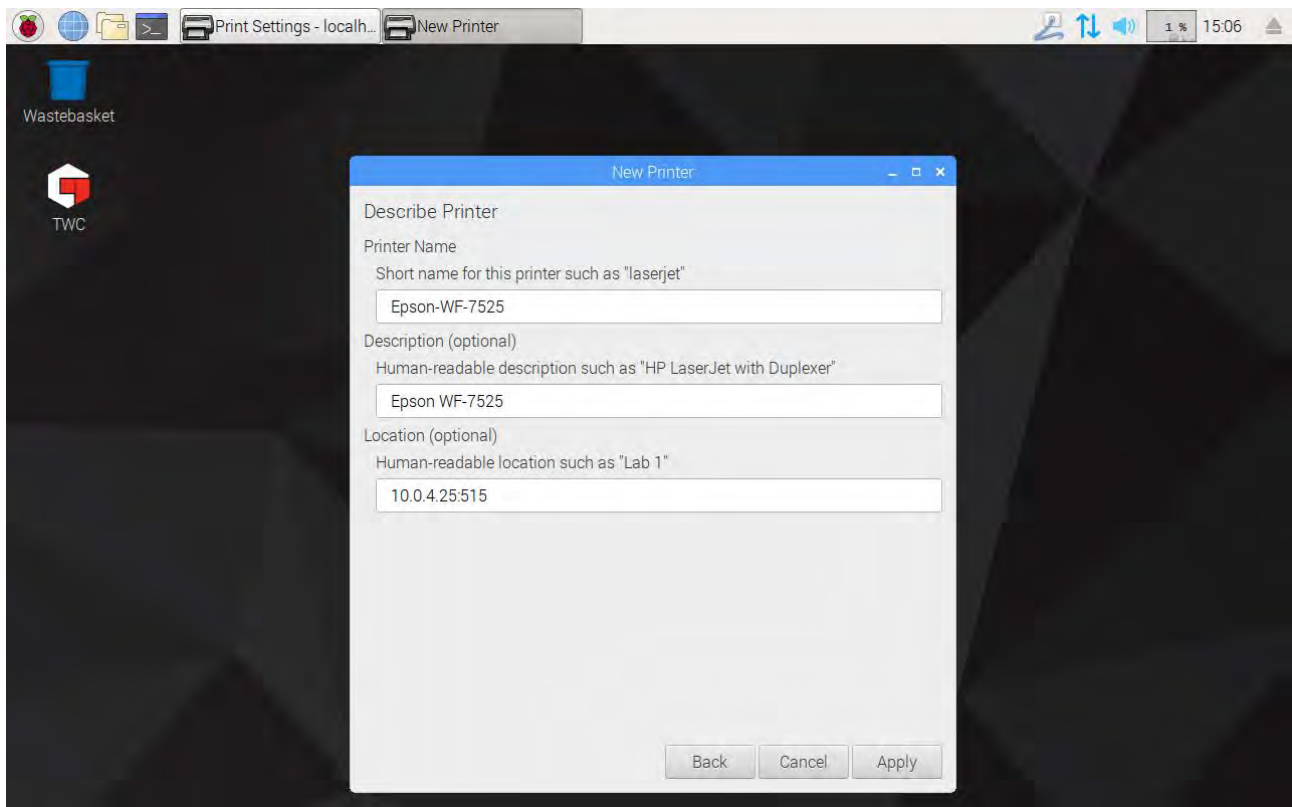 Print Settings - localh... New Printer 1 % 15:06
Wastebasket
TWC
New Printer
Describe Printer
Printer Name
Short name for this printer such as "laserjet"
Epson-WF-7525
Description (optional)
Human-readable description such as "HP LaserJet with Duplexer"
Epson WF-7525
Location (optional)
Human-readable location such as "Lab 1"
10.0.4.25:515
Back Cancel Apply